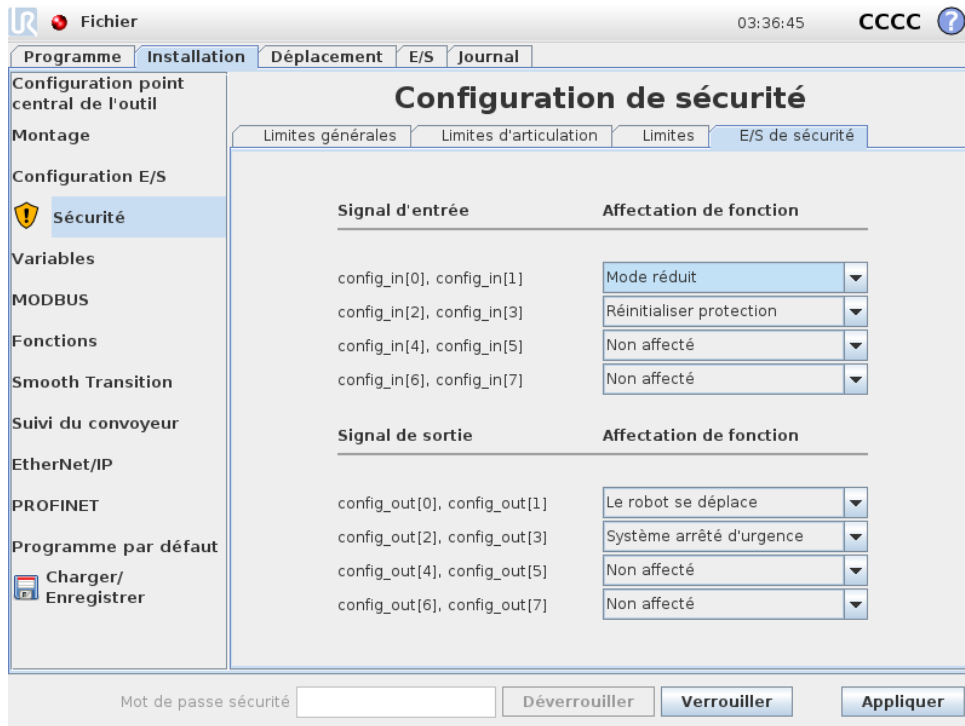 UR Fichier 03:36:45 CCCC ?
Programme Installation Déplacement E/S Journal
Configuration point
central de l'outil
Montage
Configuration E/S
Sécurité
Variables
MODBUS
Fonctions
Smooth Transition
Suivi du convoyeur
EtherNet/IP
PROFINET
Programme par défaut
Charger/
Enregistrer
Configuration de sécurité
Limites générales Limites d'articulation Limites E/S de sécurité
Signal d'entrée Affectation de fonction
config_in[0], config_in[1] Mode réduit
config_in[2], config_in[3] Réinitialiser protection
config_in[4], config_in[5] Non affecté
config_in[6], config_in[7] Non affecté
Signal de sortie Affectation de fonction
config_out[0], config_out[1] Le robot se déplace
config_out[2], config_out[3] Système arrêté d'urgence
config_out[4], config_out[5] Non affecté
config_out[6], config_out[7] Non affecté
Mot de passe sécurité Déverrouiller Verrouiller Appliquer